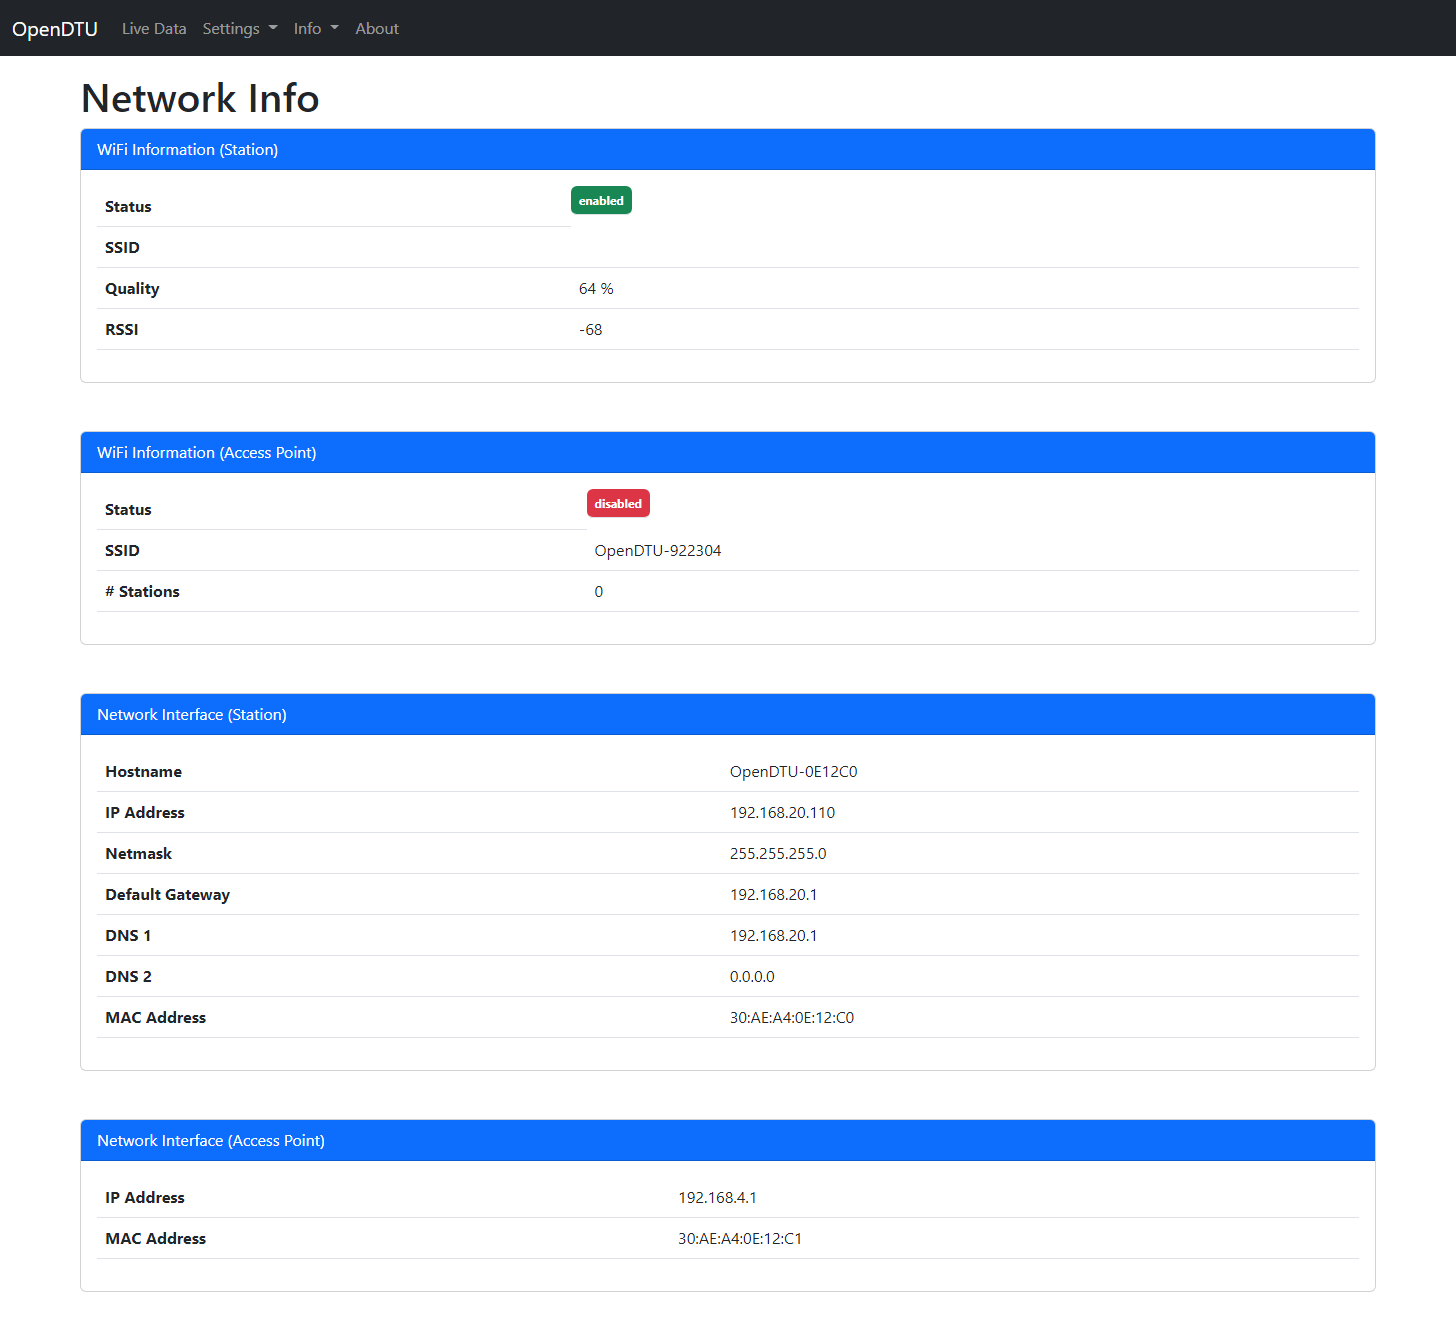 OpenDTU Live Data Settings Info About
Network Info
WiFi Information (Station)
Status enabled
SSID
Quality 64 %
RSSI -68
WiFi Information (Access Point)
Status disabled
SSID OpenDTU-922304
# Stations 0
Network Interface (Station)
Hostname OpenDTU-0E12C0
IP Address 192.168.20.110
Netmask 255.255.255.0
Default Gateway 192.168.20.1
DNS 1 192.168.20.1
DNS 2 0.0.0.0
MAC Address 30:AE:A4:0E:12:C0
Network Interface (Access Point)
IP Address 192.168.4.1
MAC Address 30:AE:A4:0E:12:C1